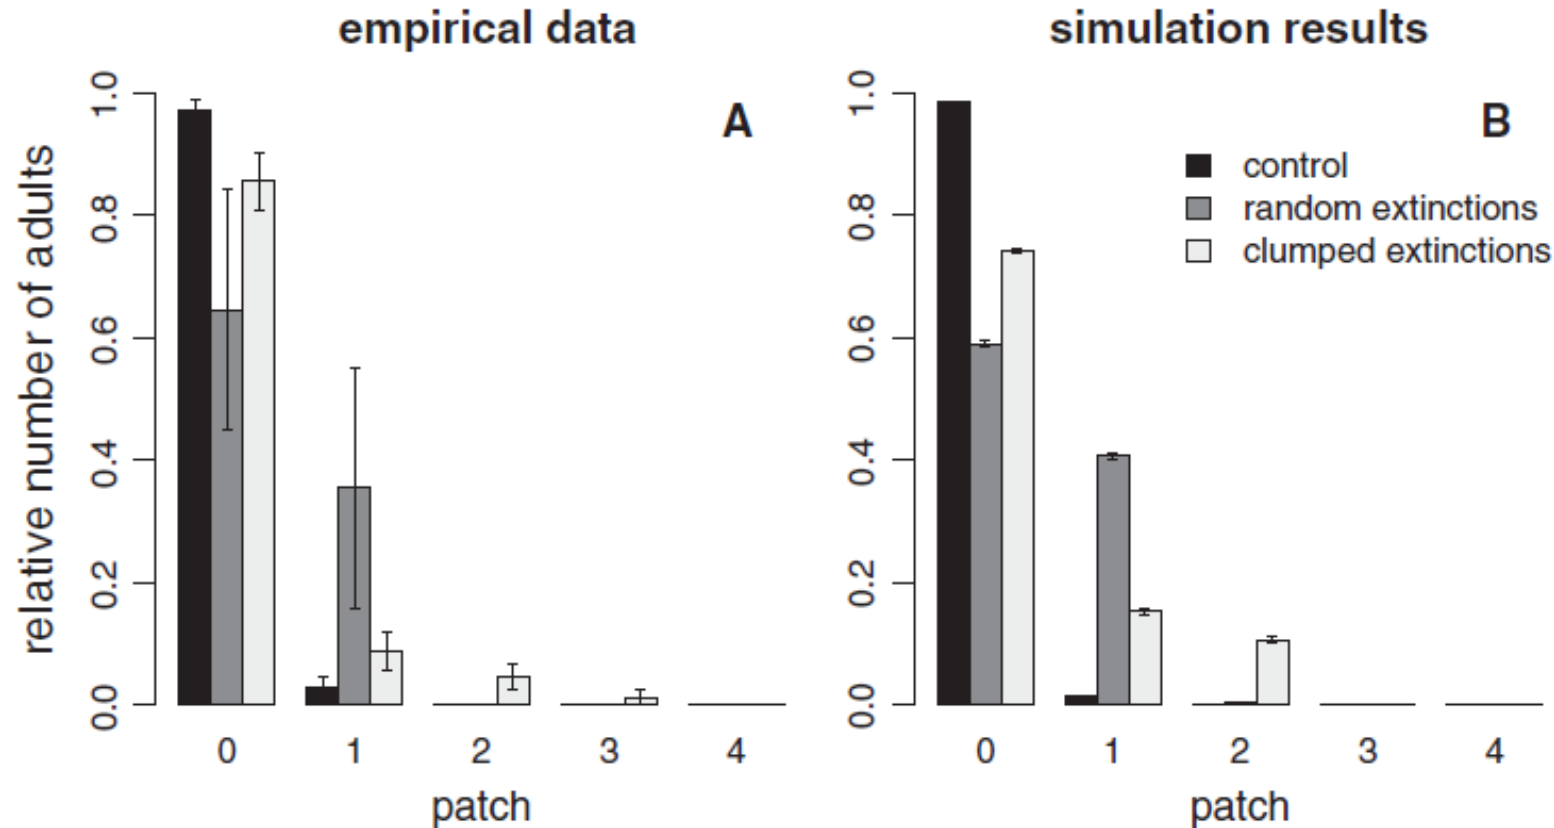 empirical data
A
relative number of adults
1.0
0.8
0.6
0.4
0.2
0.0
0 1 2 3 4
patch
simulation results
B
control
random extinctions
clumped extinctions
1.0
0.8
0.6
0.4
0.2
0.0
0 1 2 3 4
patch